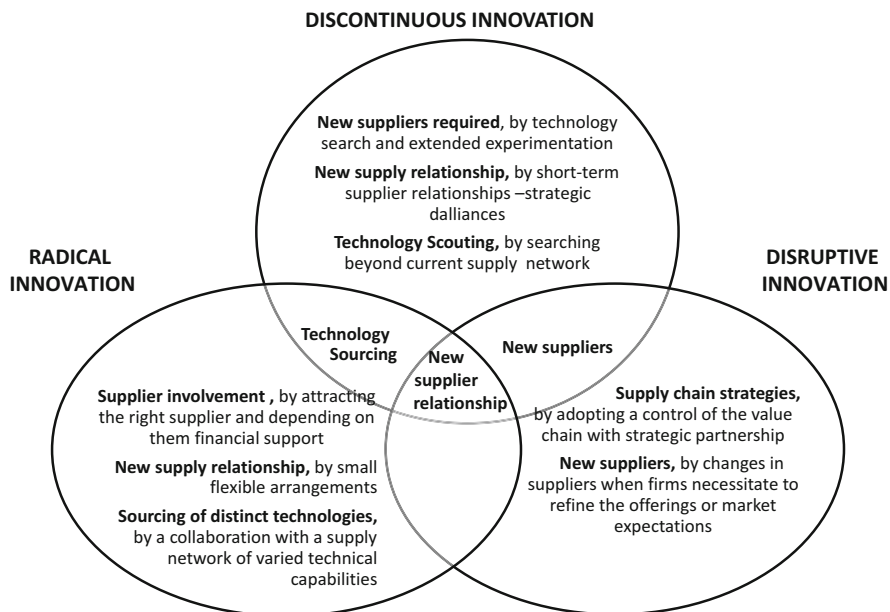 DISCONTINUOUS INNOVATION
New suppliers required, by technology
search and extended experimentation
New supply relationship, by short-term
supplier relationships –strategic
dalliances
Technology Scouting, by searching
beyond current supply network
RADICAL
INNOVATION
DISRUPTIVE
INNOVATION
Technology
Sourcing
New
supplier
relationship
New suppliers
Supplier involvement , by attracting
the right supplier and depending on
them financial support
New supply relationship, by small
flexible arrangements
Sourcing of distinct technologies,
by a collaboration with a supply
network of varied technical
capabilities
Supply chain strategies,
by adopting a control of the value
chain with strategic partnership
New suppliers, by changes in
suppliers when firms necessitate to
refine the offerings or market
expectations